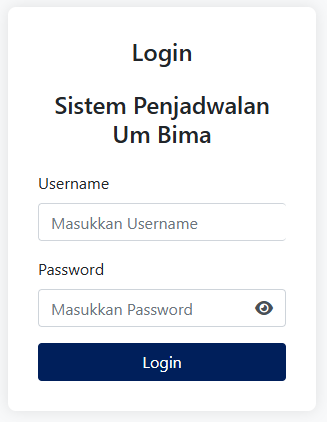 Login
Sistem Penjadwalan
Um Bima
Username
Masukkan Username
Password
Masukkan Password
Login